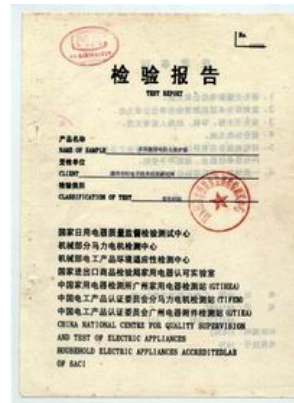 No.
检验报告
TEST REPORT
产品名称
NAME OF SAMPLE
受检单位
CLIENT
检验类别
CLASSIFICATION OF TEST
国家日用电器质量监督检验测试中心
机械部分马力电机检测中心
机械部电工产品环境适应性检测中心
国家进出口商品检验局家用电器认可实验室
中国家用电器检测所广州家用电器检测站(GTIHEA)
中国电工产品认证委员会分马力电机检测站(TIFHM)
中国电工产品认证委员会广州电器附件检测站(GTIEA)
CHINA NATIONAL CENTRE FOR QUALITY SUPERVISION
AND TEST OF ELECTRIC APPLIANCES
HOUSEHOLD ELECTRIC APPLIANCES ACCREDITEDLAB
OF SACI